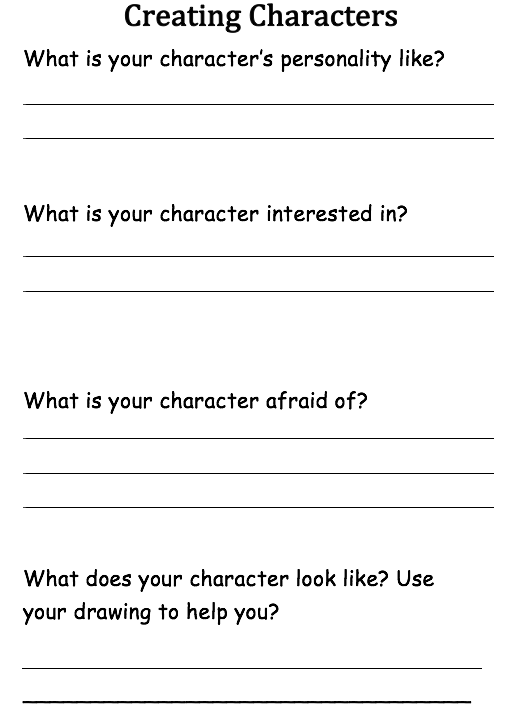 Creating Characters
What is your character's personality like?
What is your character interested in?
What is your character afraid of?
What does your character look like? Use
your drawing to help you?